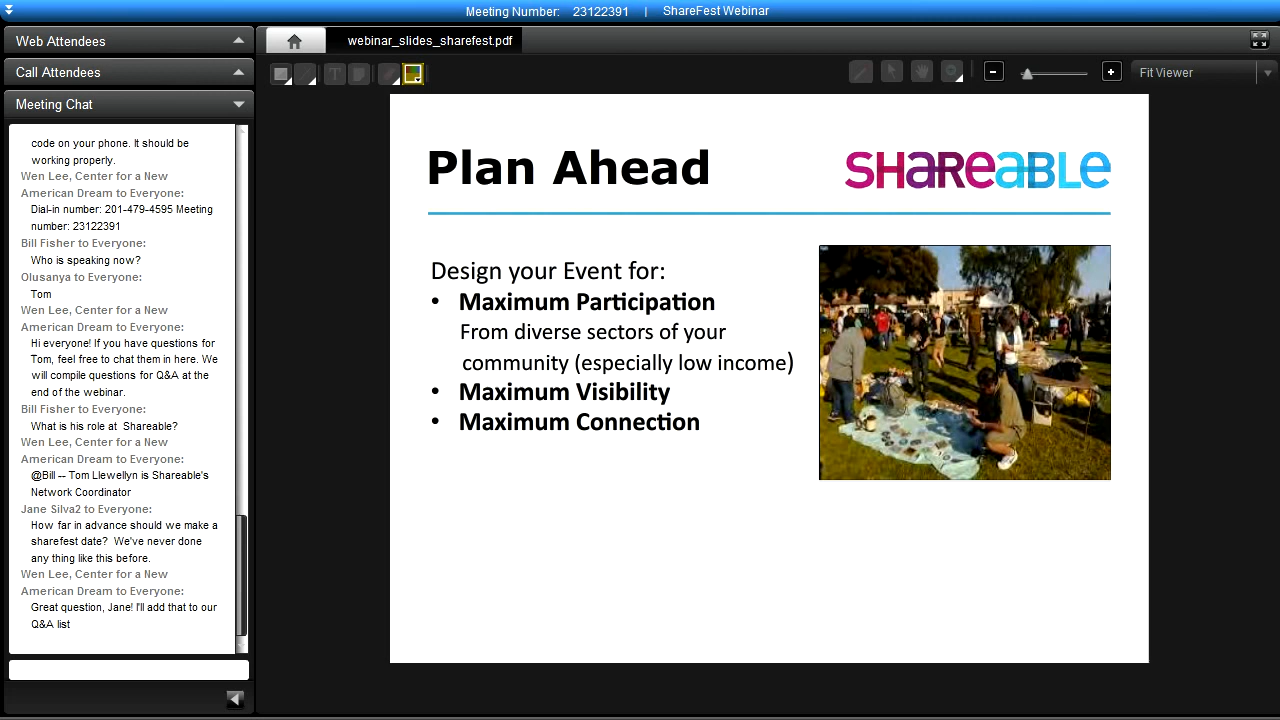 Meeting Number: 23122391 | ShareFest Webinar
Web Attendees
Call Attendees
Meeting Chat
code on your phone. It should be
working properly.
Wen Lee, Center for a New
American Dream to Everyone:
Dial-in number: 201-479-4595 Meeting
number: 23122391
Bill Fisher to Everyone:
Who is speaking now?
Olusanya to Everyone:
Tom
Wen Lee, Center for a New
American Dream to Everyone:
Hi everyone! If you have questions for
Tom, feel free to chat them in here. We
will compile questions for Q&A at the
end of the webinar.
Bill Fisher to Everyone:
What is his role at Shareable?
Wen Lee, Center for a New
American Dream to Everyone:
@Bill -- Tom Llewellyn is Shareable's
Network Coordinator
Jane Silva2 to Everyone:
How far in advance should we make a
sharefest date? We've never done
any thing like this before.
Wen Lee, Center for a New
American Dream to Everyone:
Great question, Jane! I'll add that to our
Q&A list
webinar_slides_sharefest.pdf
T
Fit Viewer
Plan Ahead
SHAREABLE
Design your Event for:
• Maximum Participation
From diverse sectors of your
community (especially low income)
• Maximum Visibility
• Maximum Connection